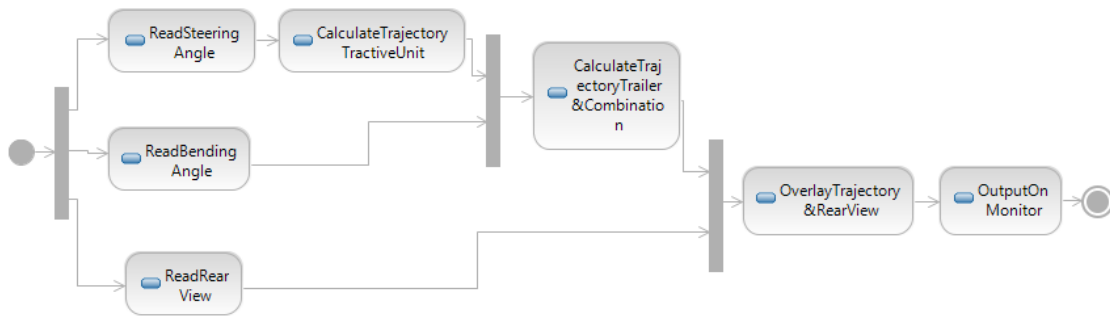 ReadSteering
Angle
CalculateTrajectory
TractiveUnit
CalculateTraj
ectoryTrailer
&Combinatio
n
ReadBending
Angle
OverlayTrajectory
&RearView
OutputOn
Monitor
ReadRear
View